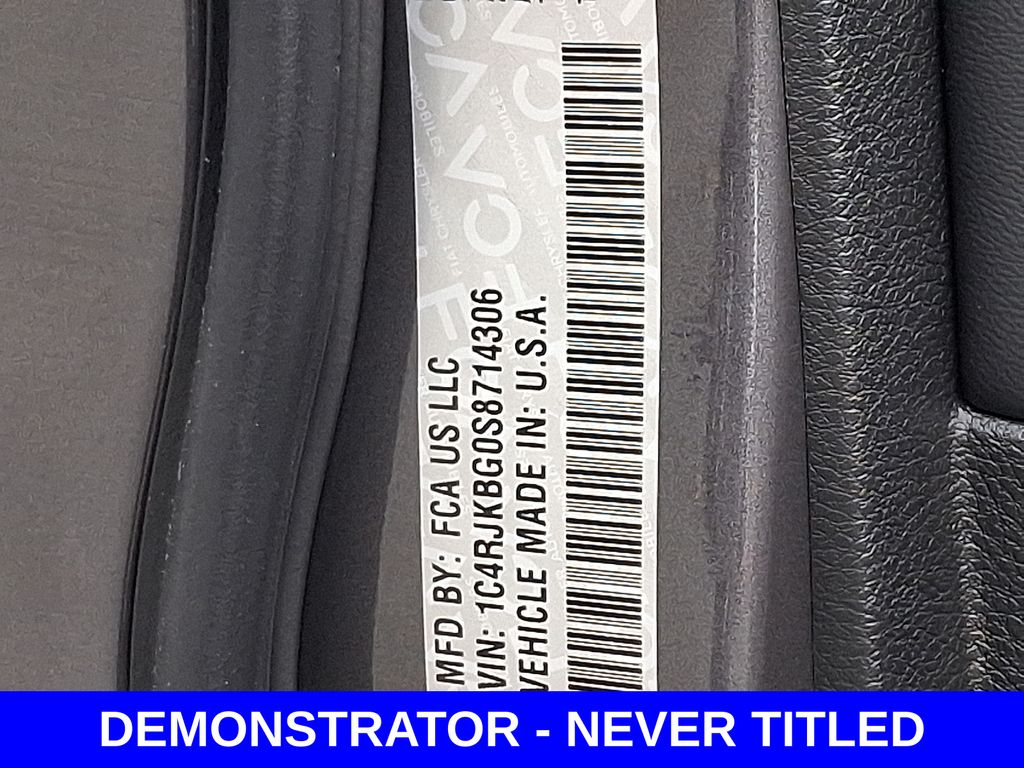 MFD BY: FCA US LLC
VIN: 1C4RJKBG0S8714306
VEHICLE MADE IN: U.S.A.
DEMONSTRATOR - NEVER TITLED